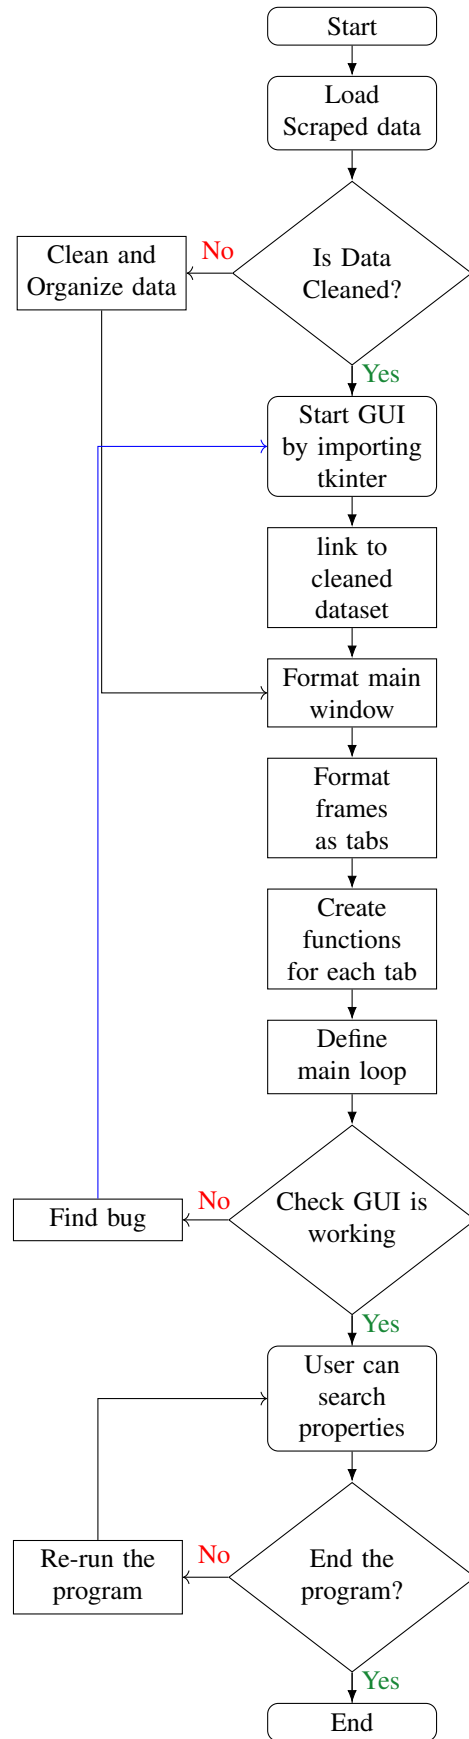 Start
Load
Scraped data
Is Data
Cleaned?
No
Clean and
Organize data
Yes
Start GUI
by importing
tkinter
link to
cleaned
dataset
Format main
window
Format
frames
as tabs
Create
functions
for each tab
Define
main loop
Check GUI is
working
No
Find bug
Yes
User can
search
properties
End the
program?
No
Re-run the
program
Yes
End